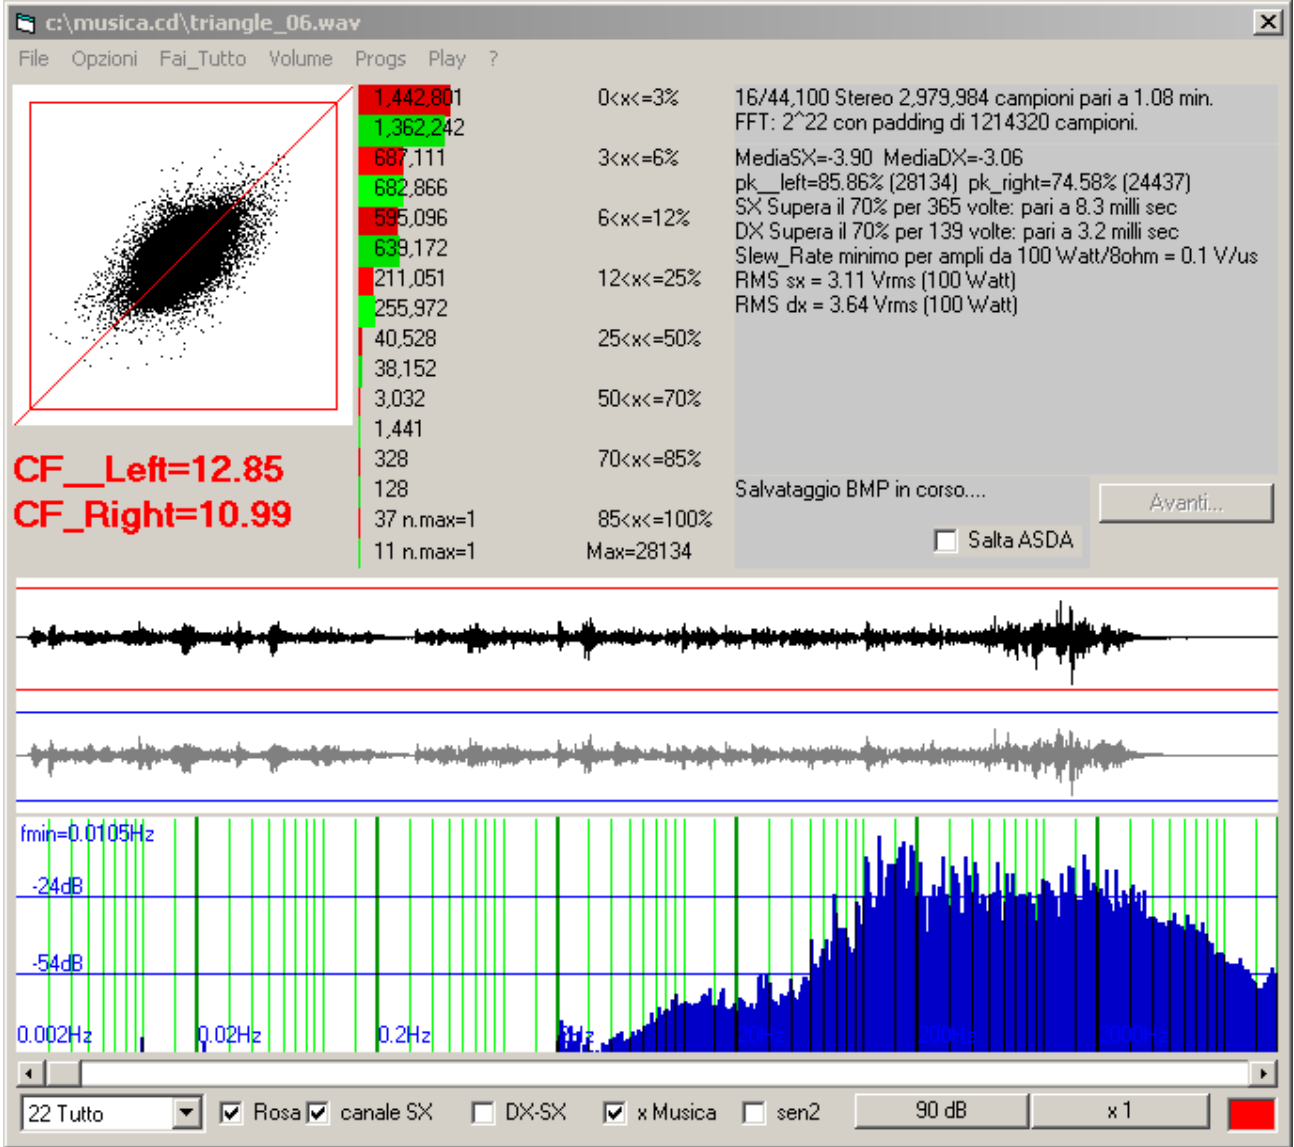 c:\musica.cd\triangle_06.wav
File Opzioni Fai_Tutto Volume Progs Play ?
1,442,801 0<x<=3%
1,362,242
687,111 3<x<=6%
682,866
595,096 6<x<=12%
639,172
211,051 12<x<=25%
255,972
40,528 25<x<=50%
38,152
3,032 50<x<=70%
1,441
328 70<x<=85%
128
37 n.max=1 85<x<=100%
11 n.max=1 Max=28134
16/44,100 Stereo 2,979,984 campioni pari a 1.08 min.
FFT: 2^22 con padding di 1214320 campioni.
MediaSX=-3.90 MediaDX=-3.06
pk__left=85.86% (28134) pk_right=74.58% (24437)
SX Supera il 70% per 365 volte: pari a 8.3 milli sec
DX Supera il 70% per 139 volte: pari a 3.2 milli sec
Slew_Rate minimo per ampli da 100 Watt/8ohm = 0.1 V/us
RMS sx = 3.11 Vrms (100 Watt)
RMS dx = 3.64 Vrms (100 Watt)
CF__Left=12.85
CF_Right=10.99
Salvataggio BMP in corso....
Avanti...
Salta ASDA
fmin=0.0105Hz
-24dB
-54dB
0.002Hz 0.02Hz 0.2Hz 2Hz 20Hz 200Hz 2000Hz
22 Tutto Rosa canale SX DX-SX x Musica sen2 90 dB x 1